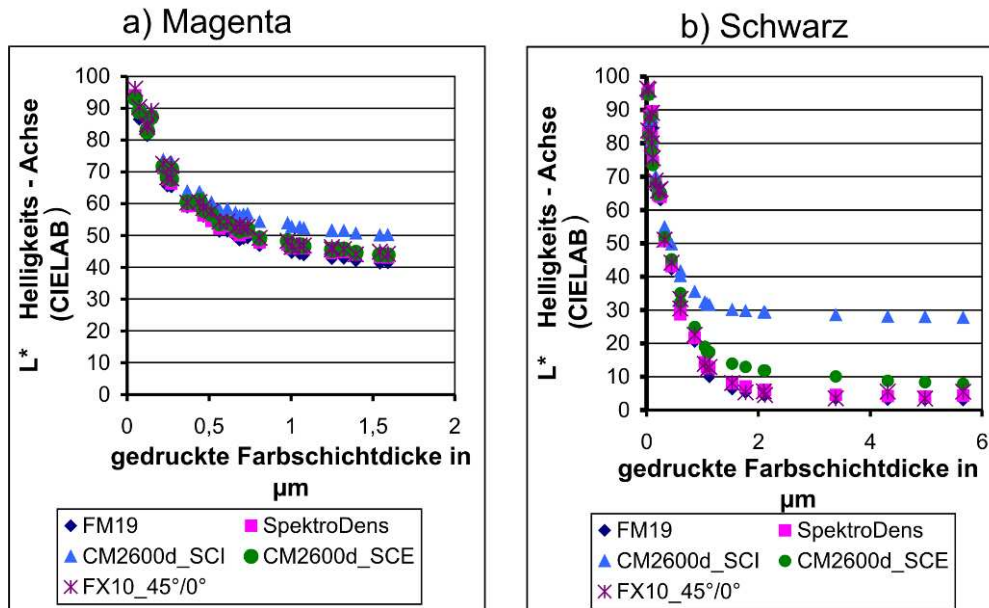 a) Magenta
L* Helligkeits - Achse
(CIELAB)
100
90
80
70
60
50
40
30
20
10
0
0
0,5
1
1,5
2
gedruckte Farbschichtdicke in
µm
FM19
SpektroDens
CM2600d_SCI
CM2600d_SCE
FX10_45°/0°
b) Schwarz
L* Helligkeits - Achse
(CIELAB)
100
90
80
70
60
50
40
30
20
10
0
0
2
4
6
gedruckte Farbschichtdicke in
µm
FM19
SpektroDens
CM2600d_SCI
CM2600d_SCE
FX10_45°/0°